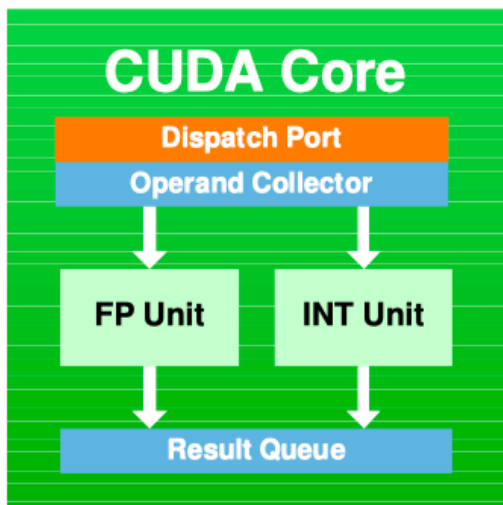 CUDA Core
Dispatch Port
Operand Collector
FP Unit
INT Unit
Result Queue